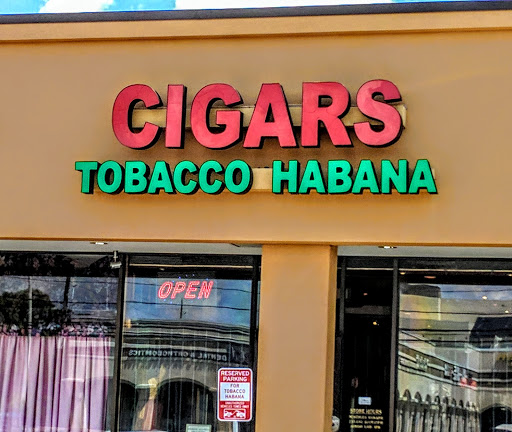 CIGARS
TOBACCO HABANA
OPEN
RESERVED
PARKING
FOR
TOBACCO
HABANA
STORE HOURS